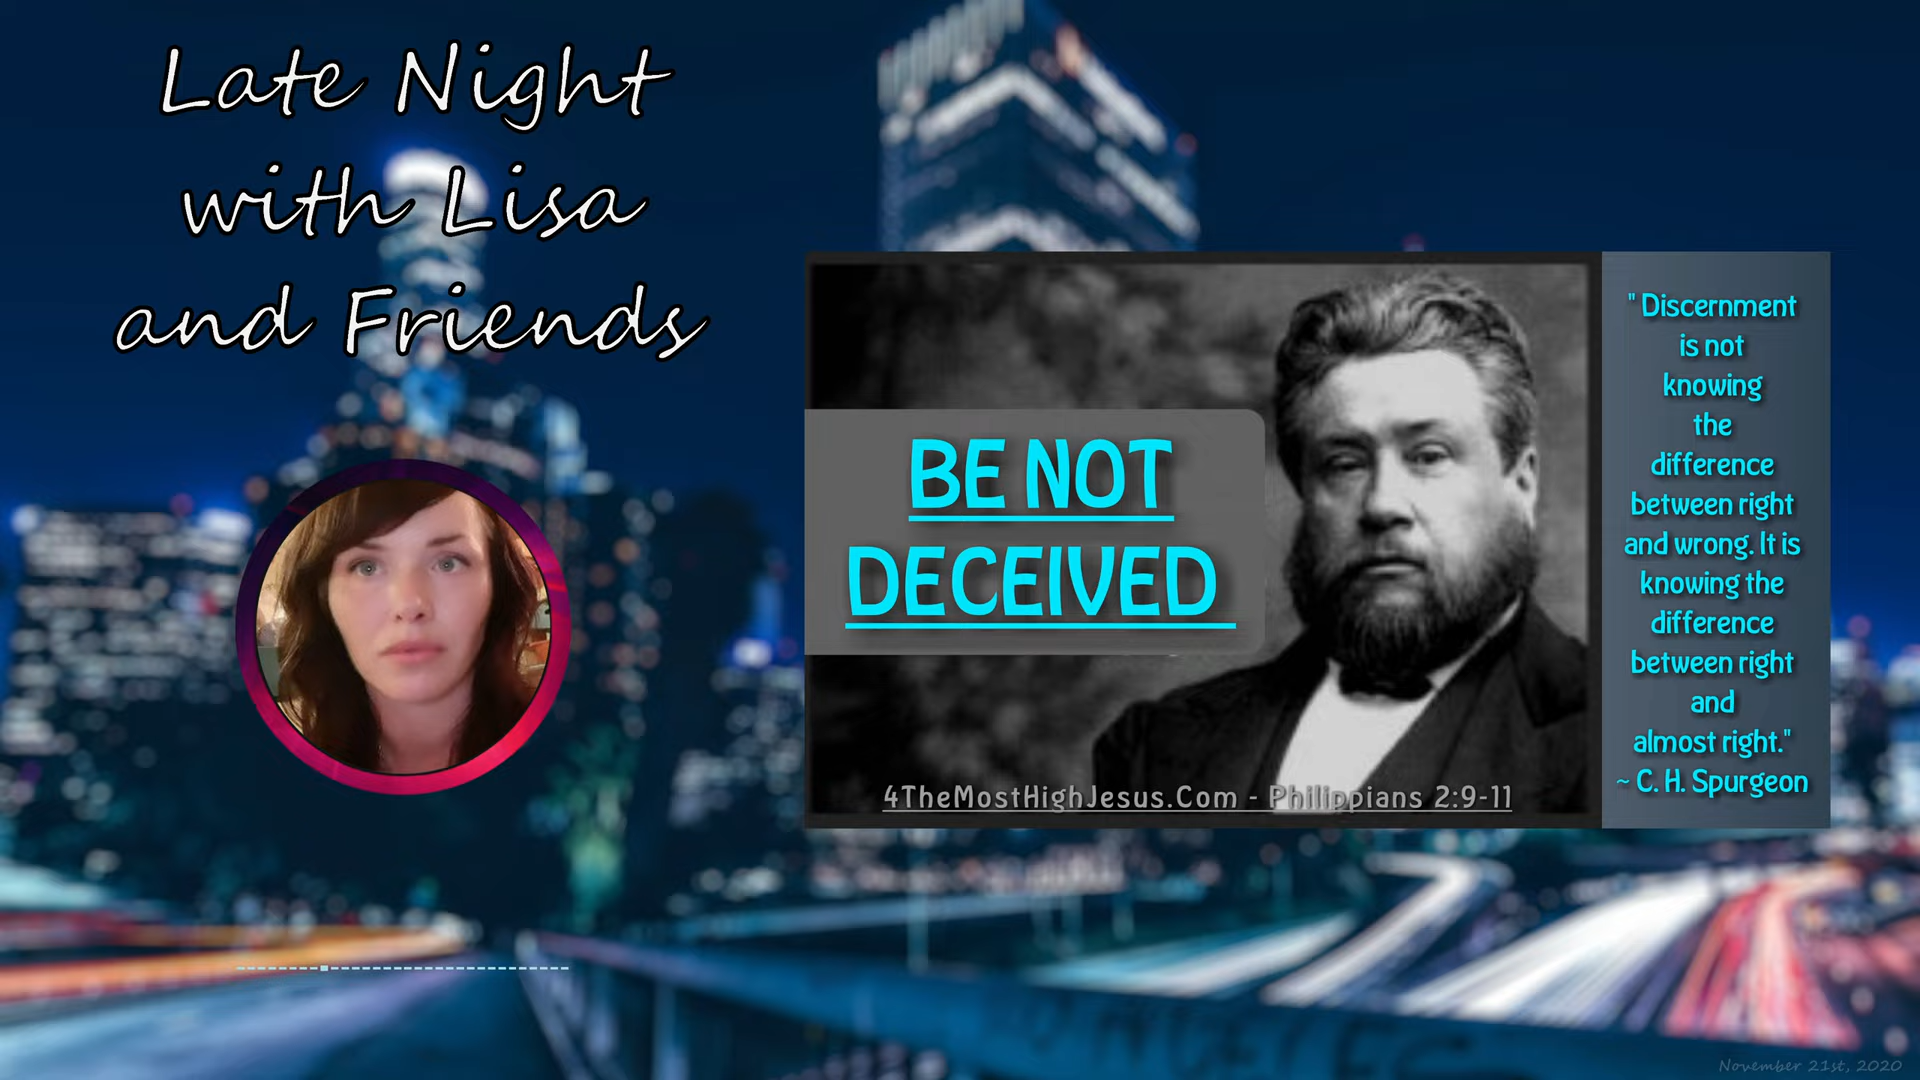 Late Night
with Lisa
and Friends
BE NOT
DECEIVED
4TheMostHighJesus.Com - Philippians 2:9-11
" Discernment
is not
knowing
the
difference
between right
and wrong. It is
knowing the
difference
between right
and
almost right."
~ C. H. Spurgeon
November 21st, 2020